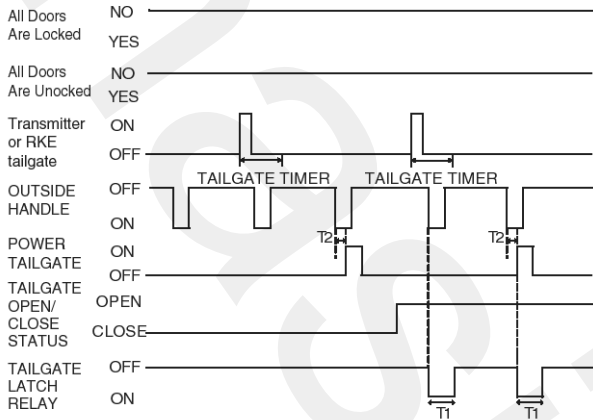 All Doors
Are Locked
NO
YES
All Doors
Are Unocked
NO
YES
Transmitter
or RKE
tailgate
ON
OFF
TAILGATE TIMER
TAILGATE TIMER
OUTSIDE
HANDLE
OFF
ON
T2
T2
POWER
TAILGATE
ON
OFF
TAILGATE
OPEN/
CLOSE
STATUS
OPEN
CLOSE
TAILGATE
LATCH
RELAY
OFF
ON
T1
T1